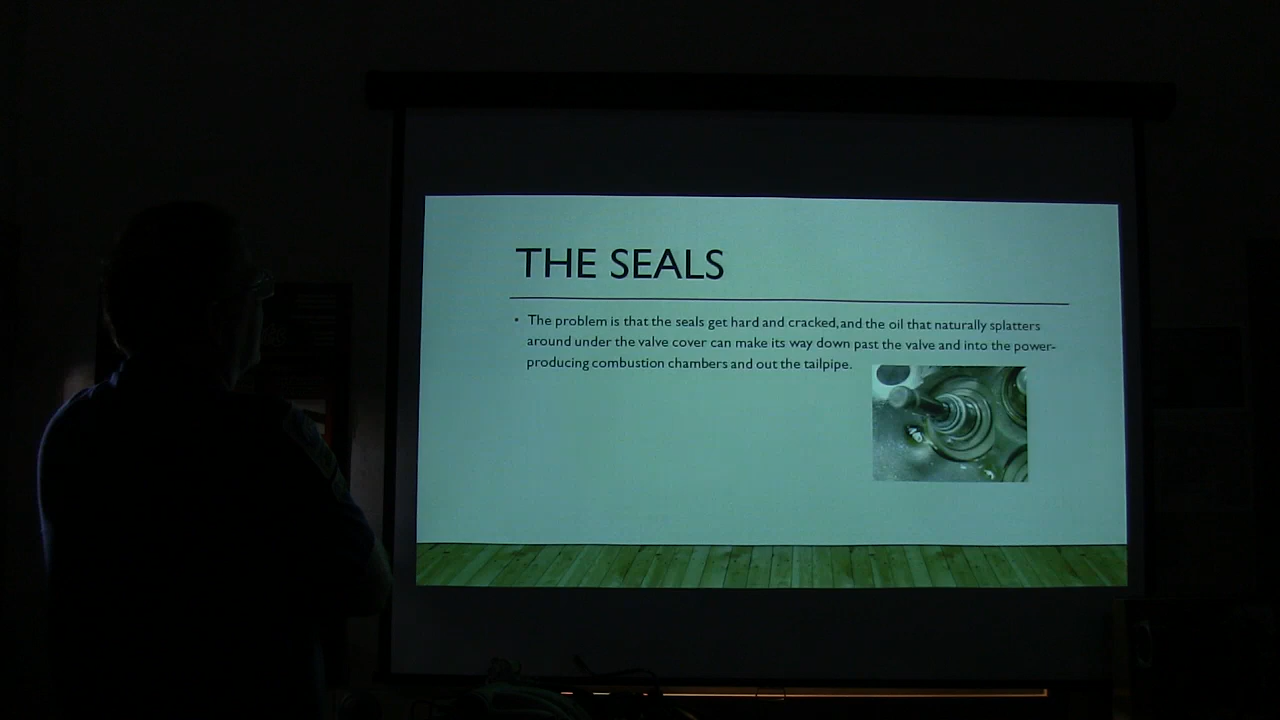 THE SEALS
• The problem is that the seals get hard and cracked, and the oil that naturally splatters
around under the valve cover can make its way down past the valve and into the power-
producing combustion chambers and out the tailpipe.